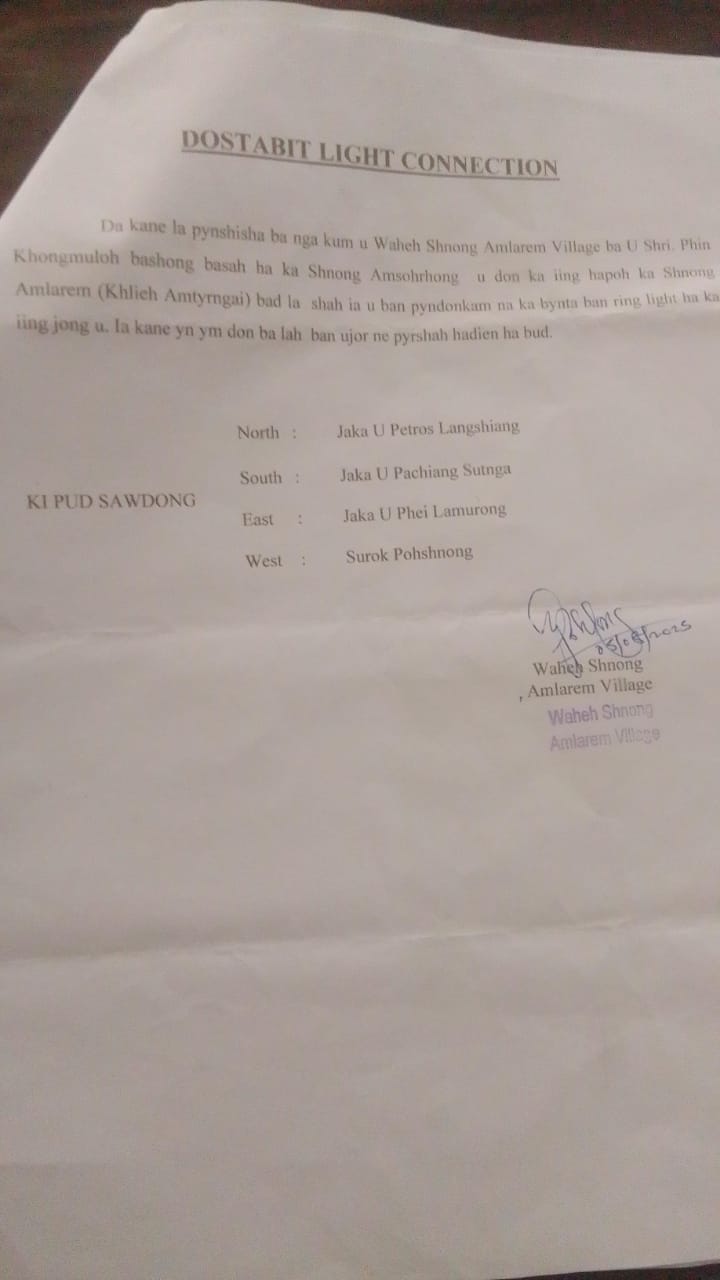 DOSTABIT LIGHT CONNECTION
Da kane la pynshisha ba nga kum u Waheh Shnong Amlarem Village ba U Shri. Phin
Khongmuloh bashong basah ha ka Shnong Amsohrhong u don ka iing hapoh ka Shnong
Amlarem (Khlieh Amtyrngai) bad la shah ia u ban pyndonkam na ka bynta ban ring light ha ka
iing jong u. Ia kane yn ym don ba lah ban ujor ne pyrshah hadien ha bud.
North : Jaka U Petros Langshiang
South : Jaka U Pachiang Sutnga
KI PUD SAWDONG
East : Jaka U Phei Lamurong
West : Surok Pohshnong
05/08/2025
Waheh Shnong
, Amlarem Village
Waheh Shnong
Amlarem Village